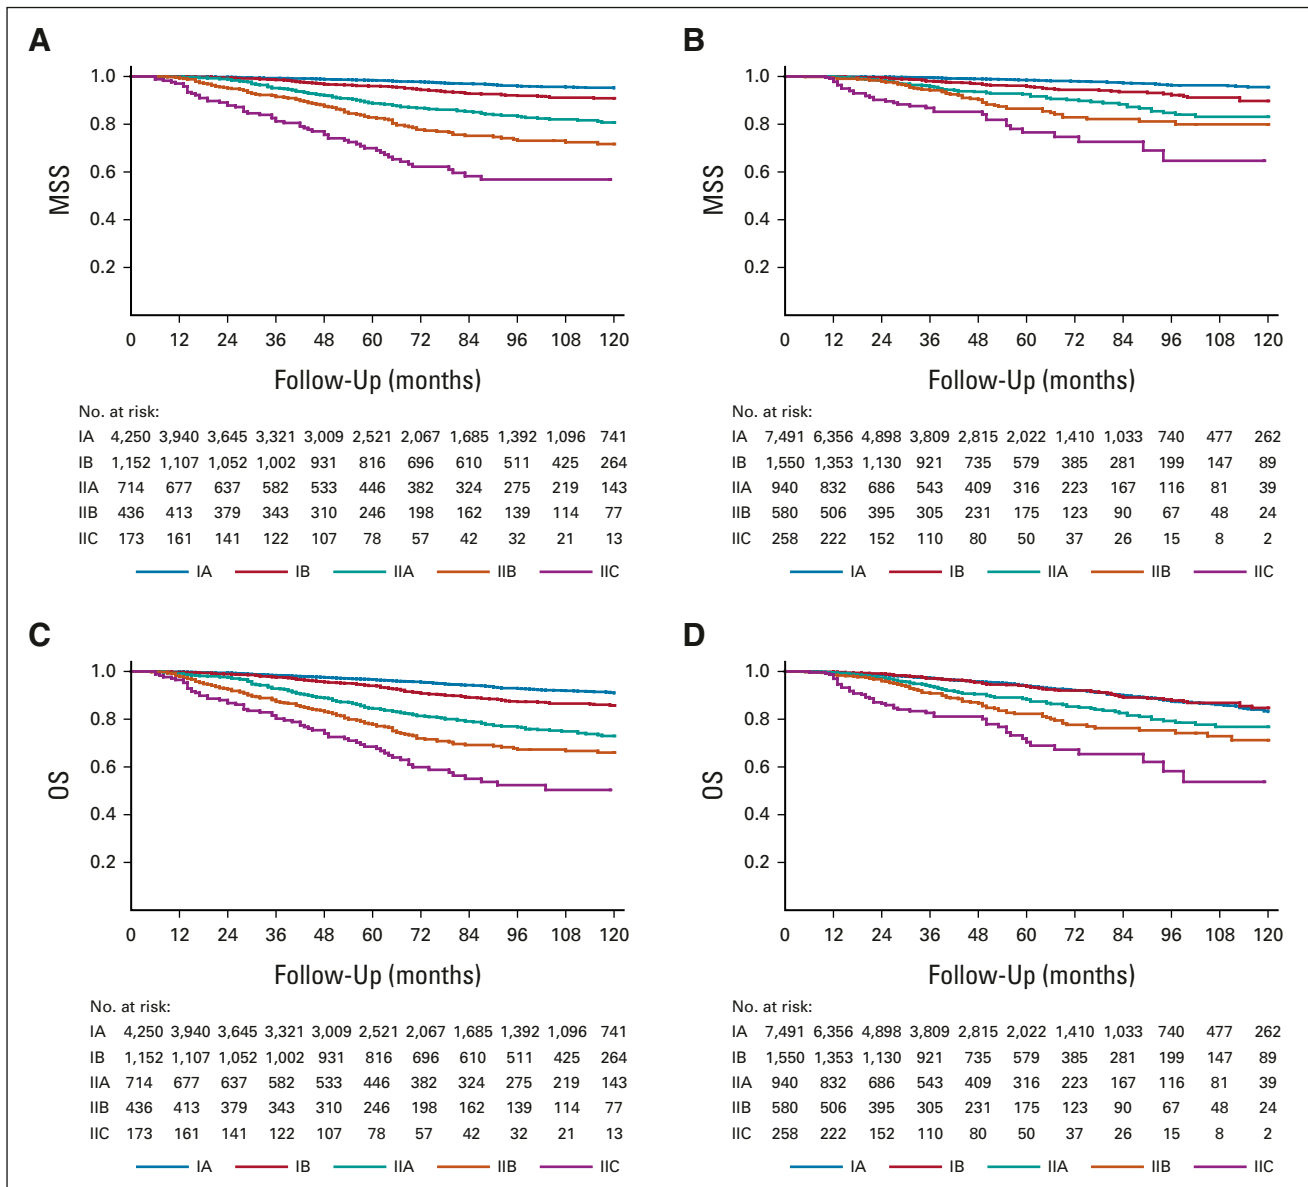 A
1.0
0.8
0.6
0.4
0.2
MSS
0 12 24 36 48 60 72 84 96 108 120
Follow-Up (months)
No. at risk:
IA 4,250 3,940 3,645 3,321 3,009 2,521 2,067 1,685 1,392 1,096 741
IB 1,152 1,107 1,052 1,002 931 816 696 610 511 425 264
IIA 714 677 637 582 533 446 382 324 275 219 143
IIB 436 413 379 343 310 246 198 162 139 114 77
IIC 173 161 141 122 107 78 57 42 32 21 13
IA IB IIA IIB IIC
B
1.0
0.8
0.6
0.4
0.2
MSS
0 12 24 36 48 60 72 84 96 108 120
Follow-Up (months)
No. at risk:
IA 7,491 6,356 4,898 3,809 2,815 2,022 1,410 1,033 740 477 262
IB 1,550 1,353 1,130 921 735 579 385 281 199 147 89
IIA 940 832 686 543 409 316 223 167 116 81 39
IIB 580 506 395 305 231 175 123 90 67 48 24
IIC 258 222 152 110 80 50 37 26 15 8 2
IA IB IIA IIB IIC
C
1.0
0.8
0.6
0.4
0.2
OS
0 12 24 36 48 60 72 84 96 108 120
Follow-Up (months)
No. at risk:
IA 4,250 3,940 3,645 3,321 3,009 2,521 2,067 1,685 1,392 1,096 741
IB 1,152 1,107 1,052 1,002 931 816 696 610 511 425 264
IIA 714 677 637 582 533 446 382 324 275 219 143
IIB 436 413 379 343 310 246 198 162 139 114 77
IIC 173 161 141 122 107 78 57 42 32 21 13
IA IB IIA IIB IIC
D
1.0
0.8
0.6
0.4
0.2
OS
0 12 24 36 48 60 72 84 96 108 120
Follow-Up (months)
No. at risk:
IA 7,491 6,356 4,898 3,809 2,815 2,022 1,410 1,033 740 477 262
IB 1,550 1,353 1,130 921 735 579 385 281 199 147 89
IIA 940 832 686 543 409 316 223 167 116 81 39
IIB 580 506 395 305 231 175 123 90 67 48 24
IIC 258 222 152 110 80 50 37 26 15 8 2
IA IB IIA IIB IIC